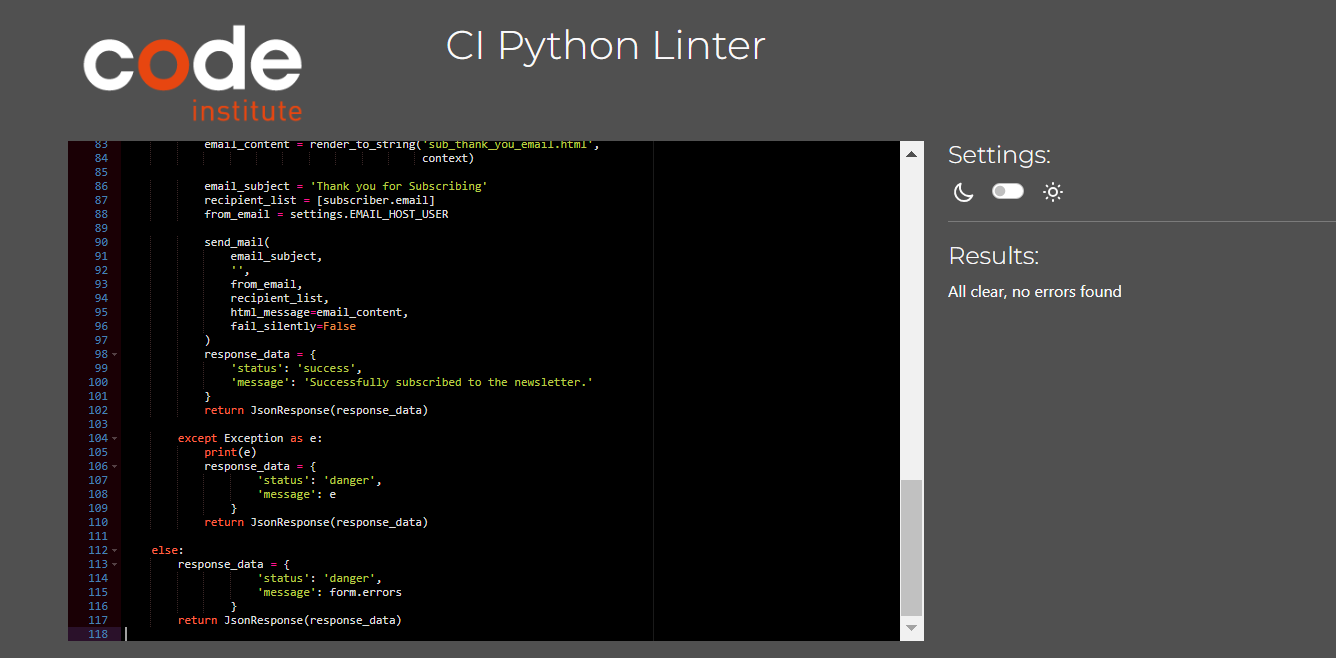 code
institute
CI Python Linter
83 email_content = render_to_string('sub_thank_you_email.html',
84 context)
85
86 email_subject = 'Thank you for Subscribing'
87 recipient_list = [subscriber.email]
88 from_email = settings.EMAIL_HOST_USER
89
90 send_mail(
91 email_subject,
92 '',
93 from_email,
94 recipient_list,
95 html_message=email_content,
96 fail_silently=False
97 )
98 response_data = {
99 'status': 'success',
100 'message': 'Successfully subscribed to the newsletter.'
101 }
102 return JsonResponse(response_data)
103
104 except Exception as e:
105 print(e)
106 response_data = {
107 'status': 'danger',
108 'message': e
109 }
110 return JsonResponse(response_data)
111
112 else:
113 response_data = {
114 'status': 'danger',
115 'message': form.errors
116 }
117 return JsonResponse(response_data)
118
Settings:
Results:
All clear, no errors found